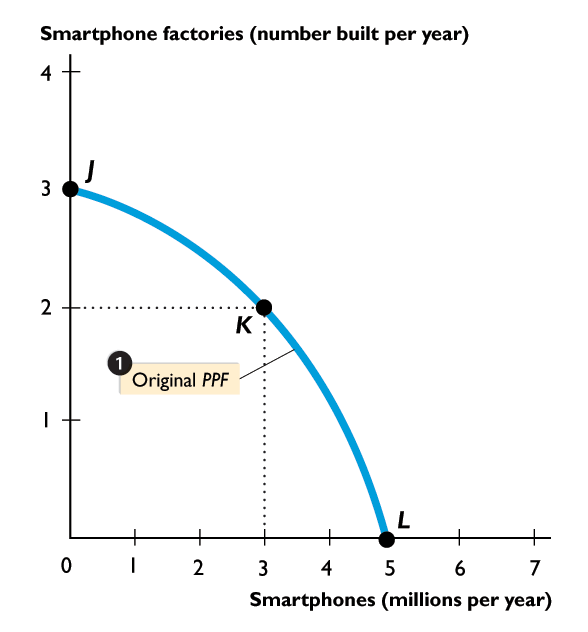 Smartphone factories (number built per year)
4
J
3
2
K
1
Original PPF
1
L
0 1 2 3 4 5 6 7
Smartphones (millions per year)